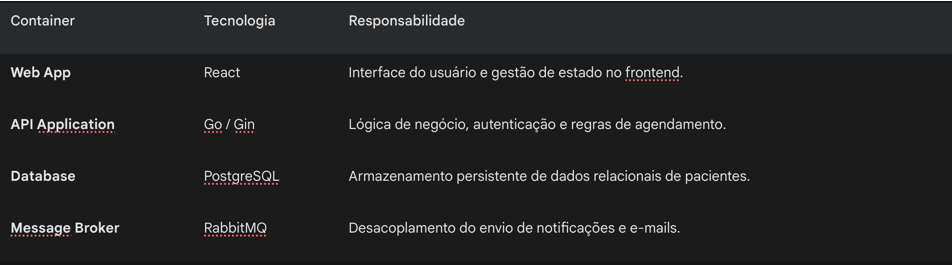 Container Tecnologia Responsabilidade
Web App React Interface do usuário e gestão de estado no frontend.
API Application Go / Gin Lógica de negócio, autenticação e regras de agendamento.
Database PostgreSQL Armazenamento persistente de dados relacionais de pacientes.
Message Broker RabbitMQ Desacoplamento do envio de notificações e e-mails.